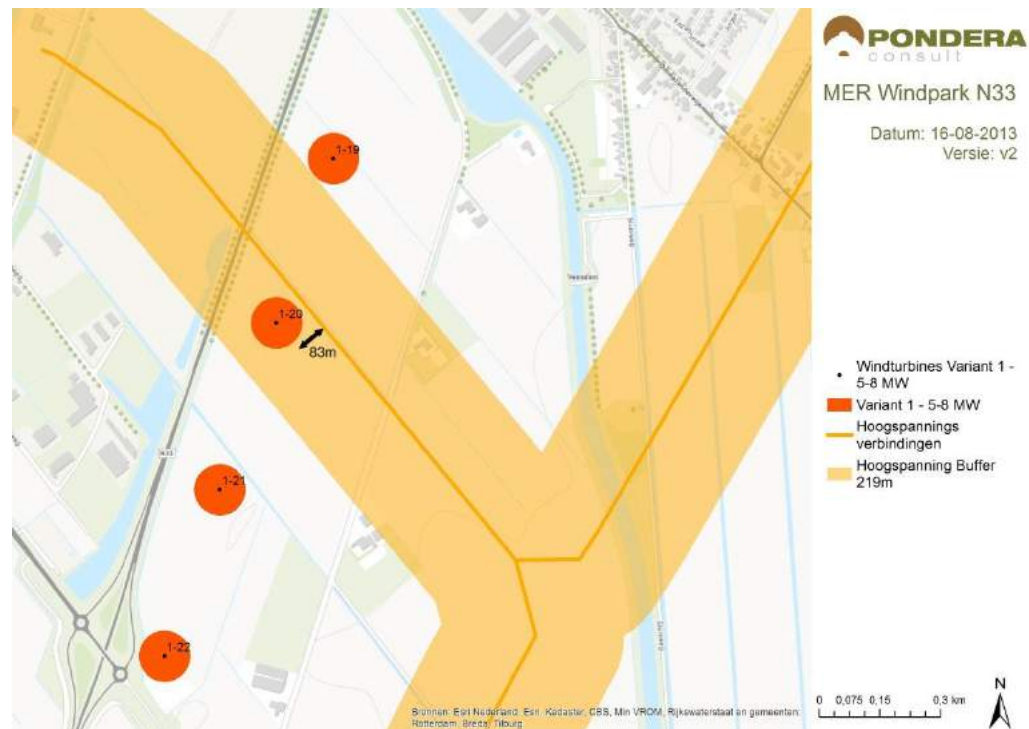 PONDERA
consult
MER Windpark N33
Datum: 16-08-2013
Versie: v2
1-19
1-20
83m
1-21
1-22
N33
Veendam
Windturbines Variant 1 -
5-8 MW
Variant 1 - 5-8 MW
Hoogspannings
verbindingen
Hoogspanning Buffer
219m
N
0 0,075 0,15 0,3 km
Bronnen: Esri Nederland, Esri, Kadaster, CBS, Min VROM, Rijkswaterstaat en gemeenten:
Rotterdam, Breda, Tilburg